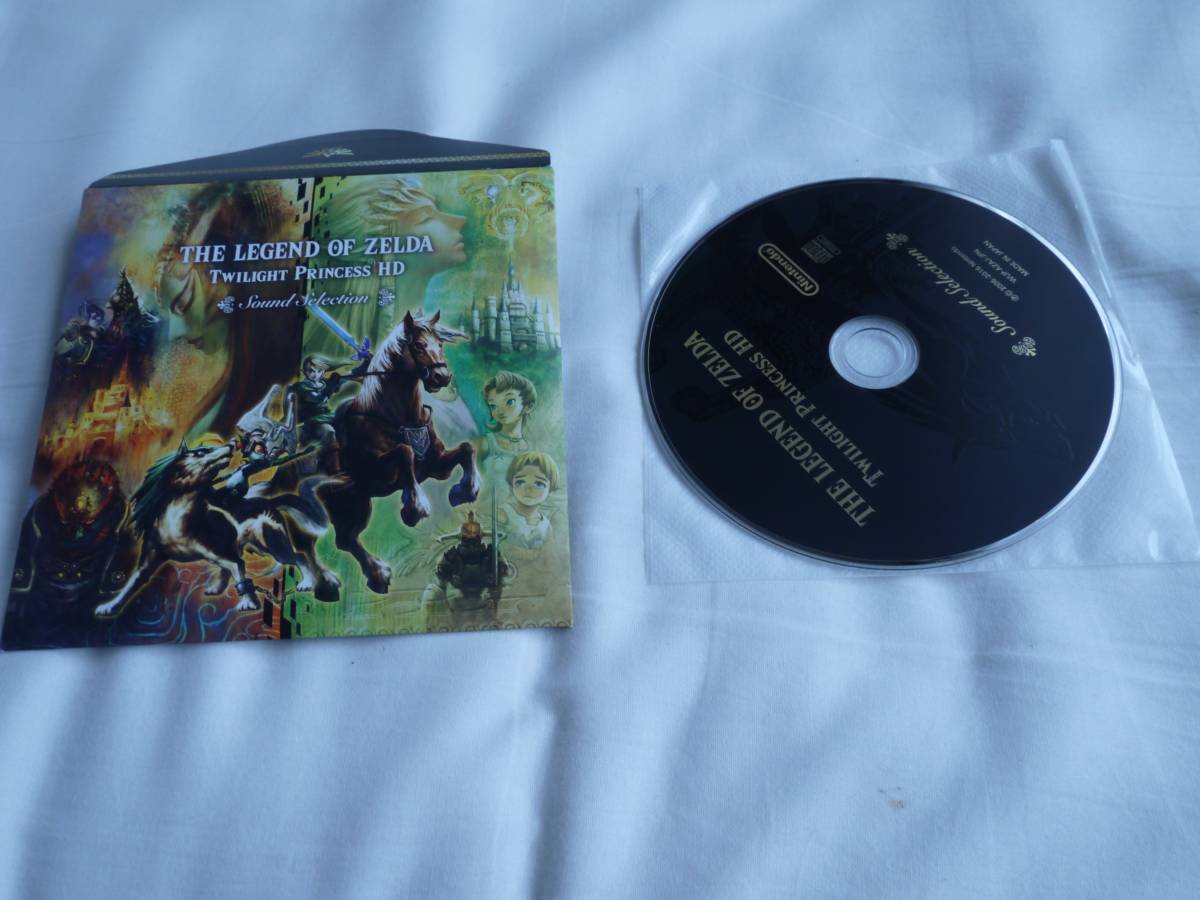 THE LEGEND OF ZELDA
TWILIGHT PRINCESS HD
Sound Selection
Nintendo
THE LEGEND OF ZELDA
TWILIGHT PRINCESS HD
Sound Selection
MADE IN JAPAN